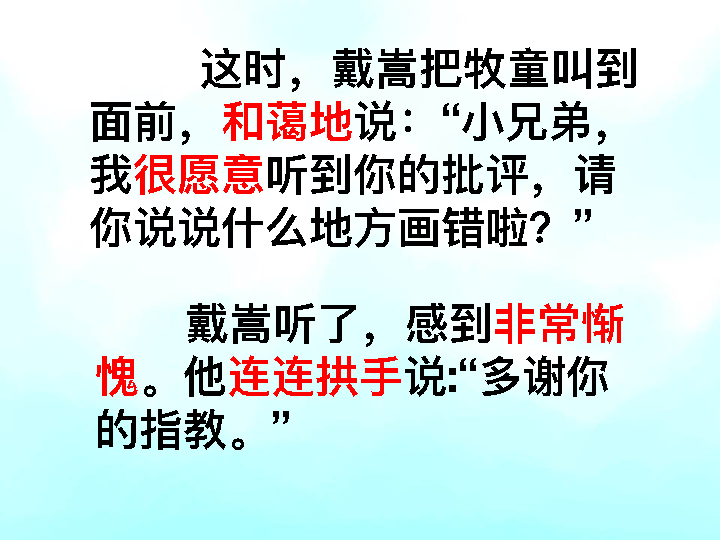 这时，戴嵩把牧童叫到
面前，和蔼地说：“小兄弟，
我很愿意听到你的批评，请
你说说什么地方画错啦？”
戴嵩听了，感到非常惭
愧。他连连拱手说:“多谢你
的指教。”